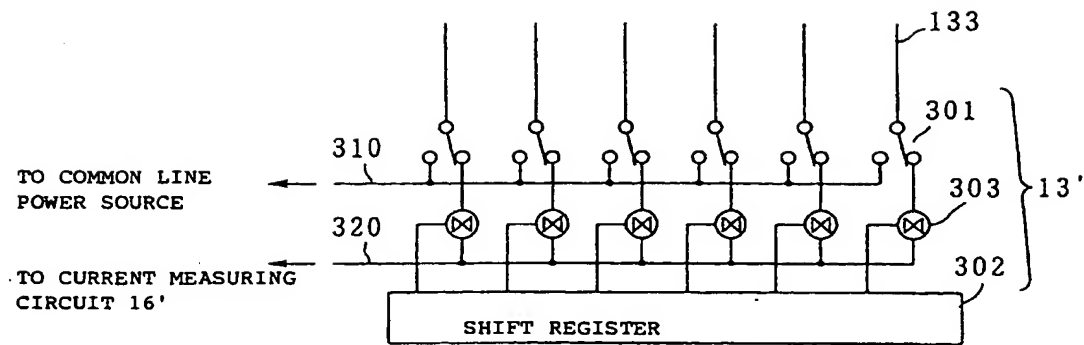 133
301
310
TO COMMON LINE
POWER SOURCE
303
13'
320
TO CURRENT MEASURING
CIRCUIT 16'
302
SHIFT REGISTER